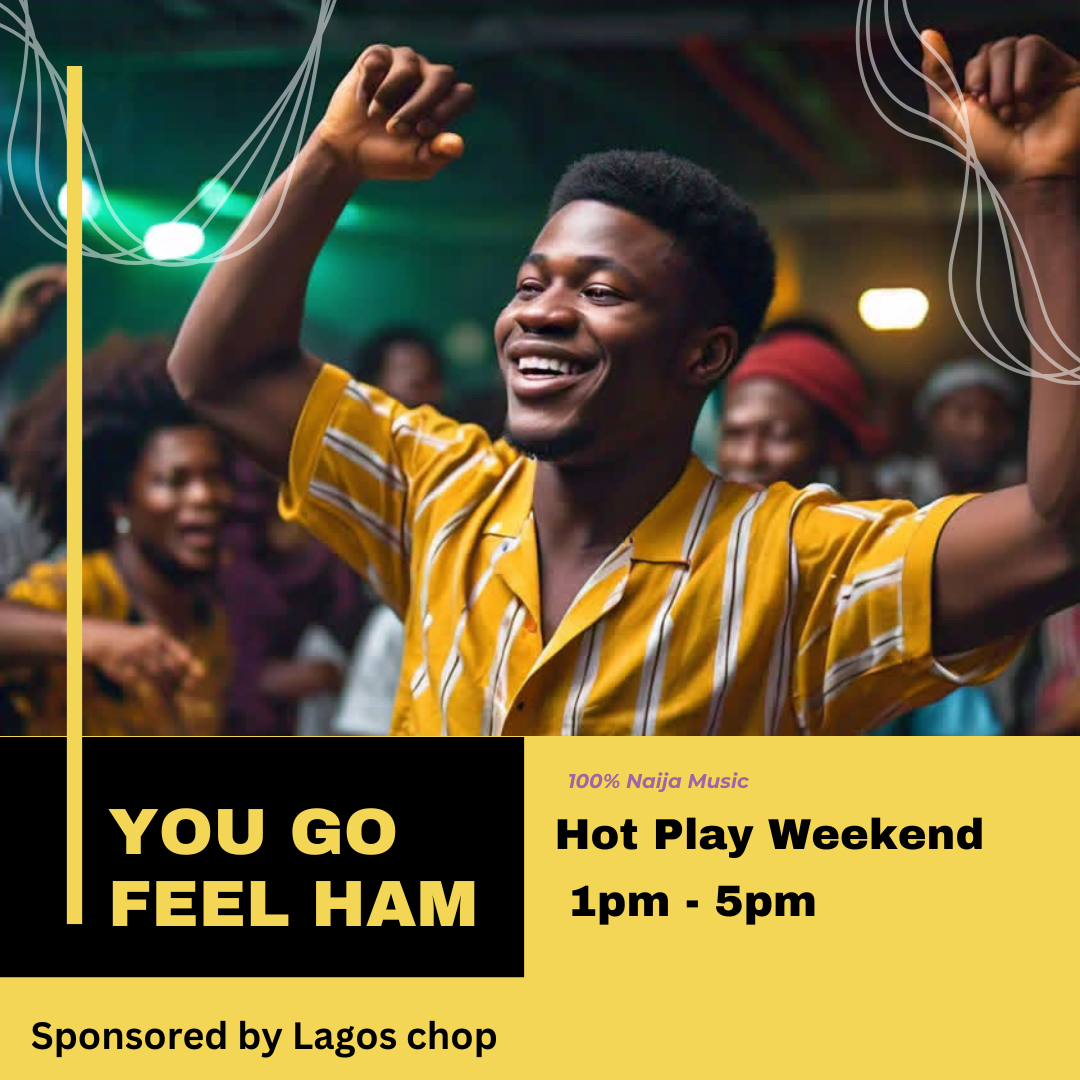 100% Naija Music
YOU GO
FEEL HAM
Hot Play Weekend
1pm - 5pm
Sponsored by Lagos chop